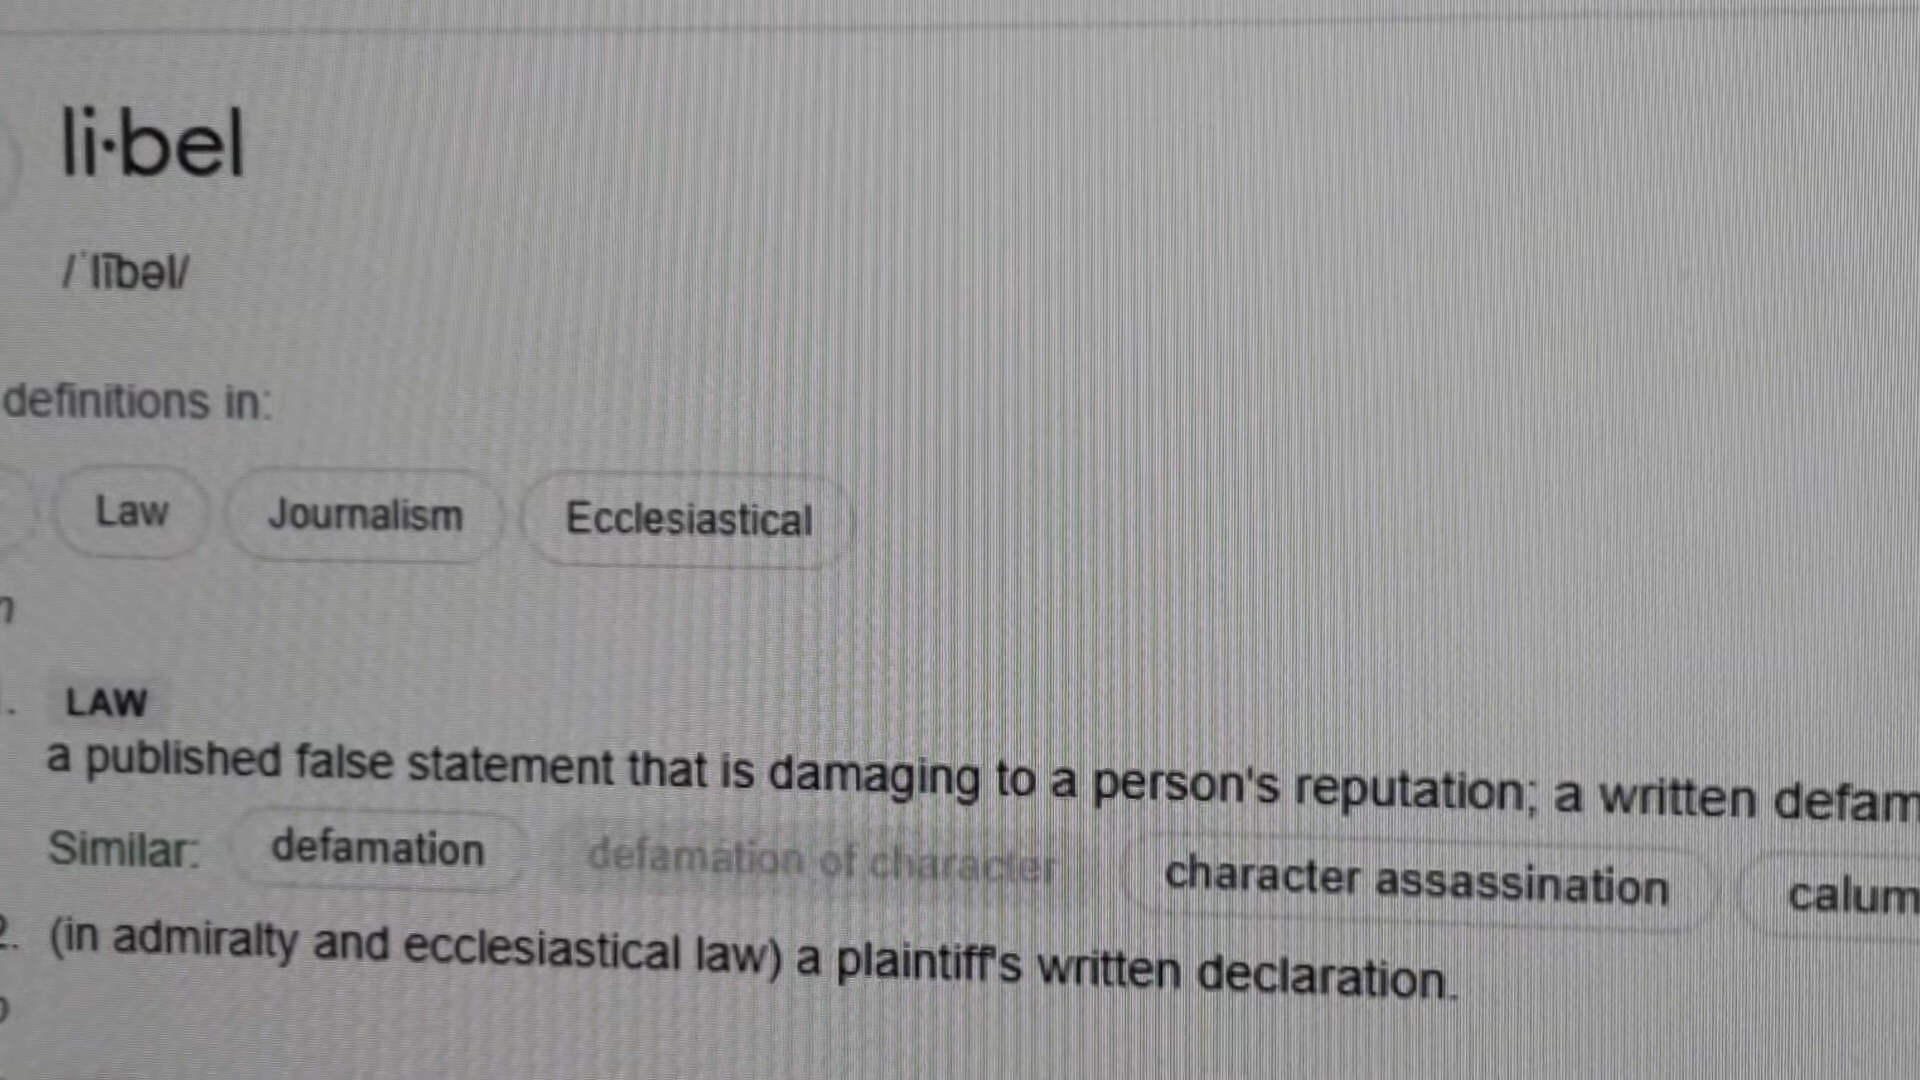 li·bel
/ˈlībəl/
definitions in:
Law Journalism Ecclesiastical
LAW
a published false statement that is damaging to a person's reputation; a written defam
Similar: defamation defamation of character character assassination calum
2. (in admiralty and ecclesiastical law) a plaintiff's written declaration.